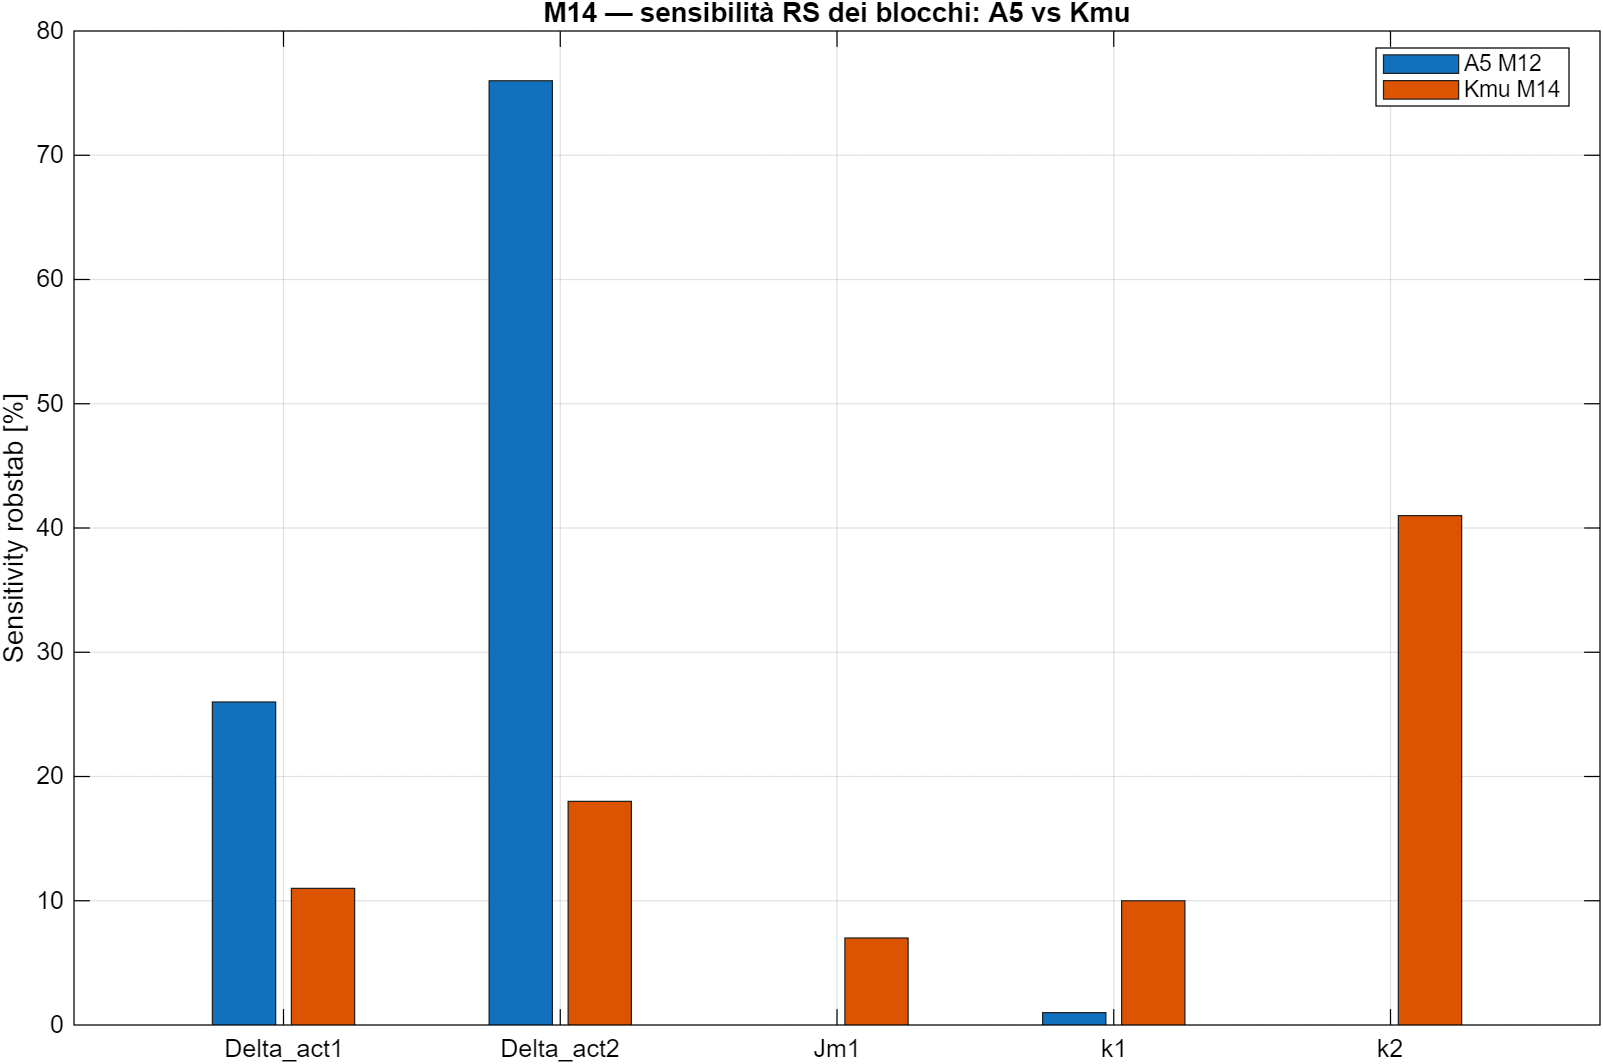 M14 — sensibilità RS dei blocchi: A5 vs Kmu
A5 M12
Kmu M14
Sensitivity robstab [%]
80
70
60
50
40
30
20
10
0
Delta_act1 Delta_act2 Jm1 k1 k2